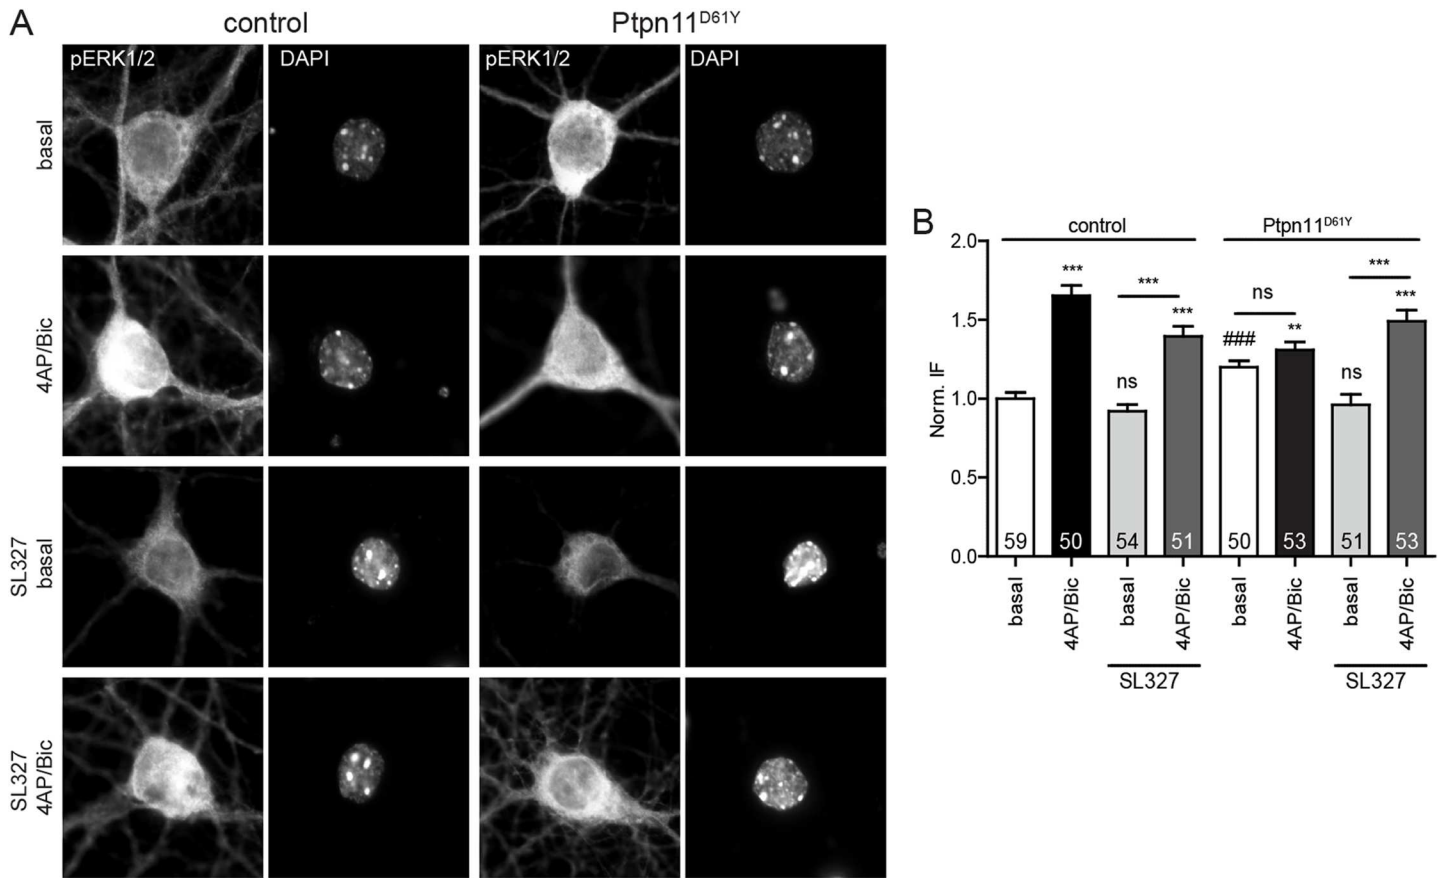 A
control
Ptpn11D61Y
pERK1/2
DAPI
pERK1/2
DAPI
basal
4AP/Bic
SL327
basal
SL327
4AP/Bic
B
control
Ptpn11D61Y
Norm. IF
2.0
1.5
1.0
0.5
0.0
***
***
***
ns
###
ns
**
***
***
ns
59
50
54
51
50
53
51
53
basal
4AP/Bic
basal
4AP/Bic
basal
4AP/Bic
basal
4AP/Bic
SL327
SL327